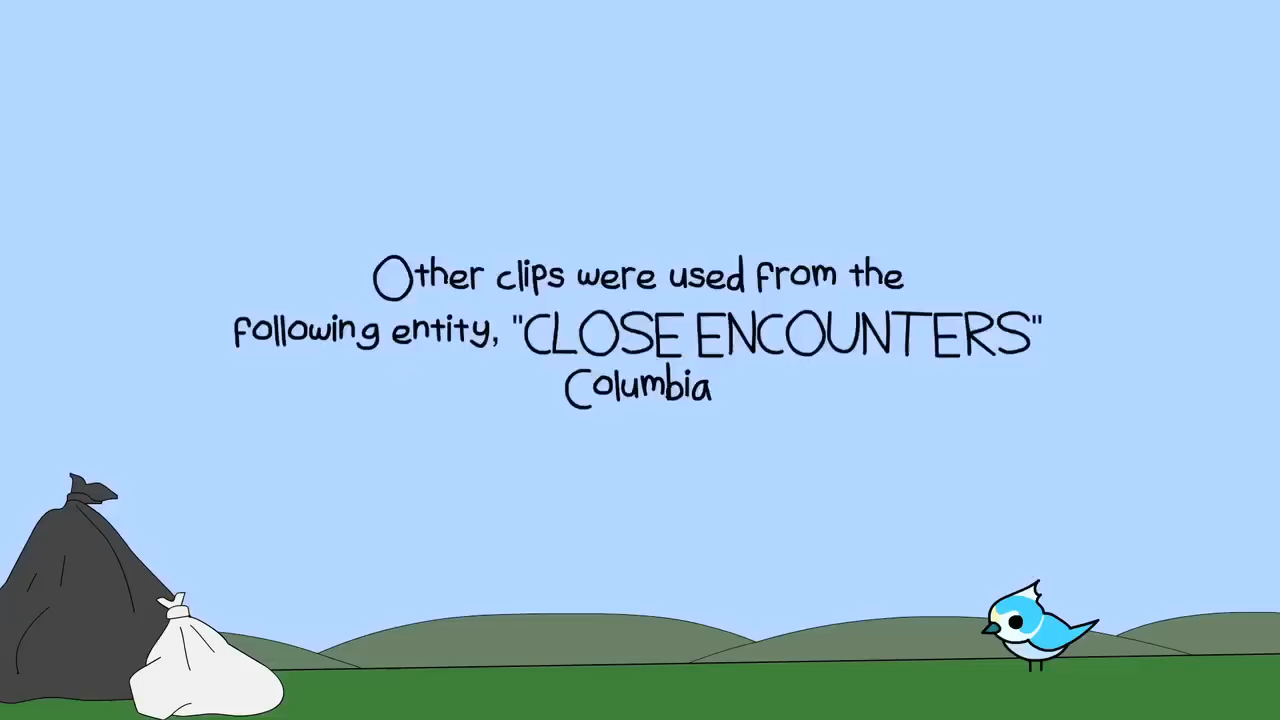 Other clips were used from the
following entity, "CLOSE ENCOUNTERS"
Columbia